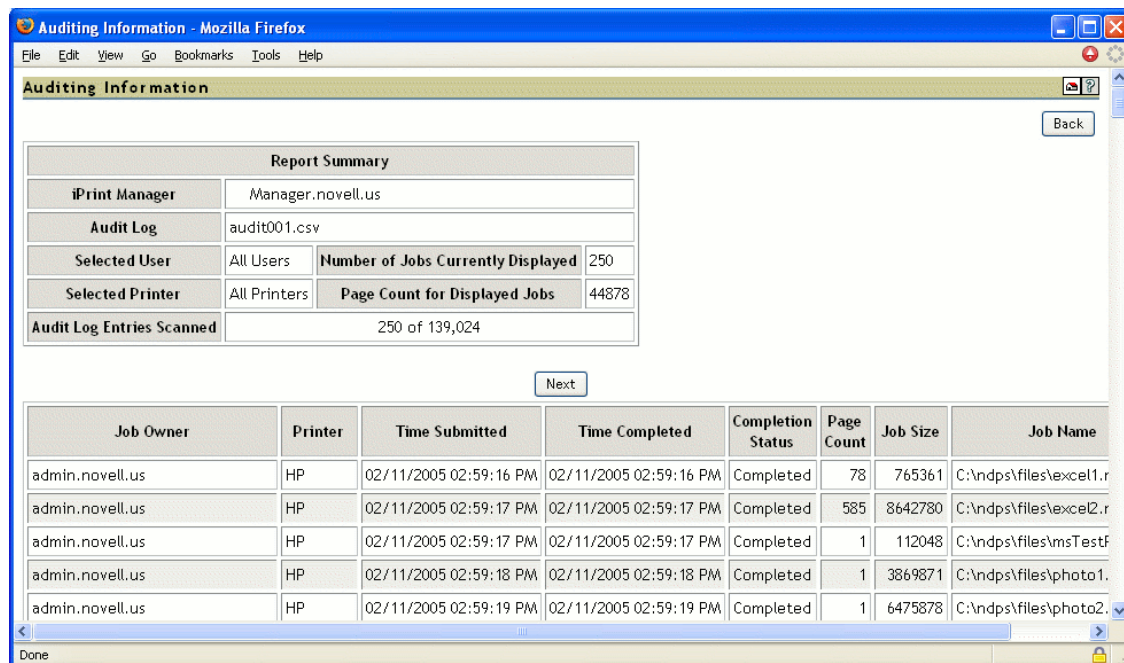 Auditing Information - Mozilla Firefox
File Edit View Go Bookmarks Tools Help
Auditing Information
?
Back
Report Summary
iPrint Manager Manager.novell.us
Audit Log audit001.csv
Selected User All Users Number of Jobs Currently Displayed 250
Selected Printer All Printers Page Count for Displayed Jobs 44878
Audit Log Entries Scanned 250 of 139,024
Next
Job Owner Printer Time Submitted Time Completed Completion Status Page Count Job Size Job Name
admin.novell.us HP 02/11/2005 02:59:16 PM 02/11/2005 02:59:16 PM Completed 78 765361 C:\ndps\files\excel1.r
admin.novell.us HP 02/11/2005 02:59:17 PM 02/11/2005 02:59:17 PM Completed 585 8642780 C:\ndps\files\excel2.r
admin.novell.us HP 02/11/2005 02:59:17 PM 02/11/2005 02:59:17 PM Completed 1 112048 C:\ndps\files\msTestF
admin.novell.us HP 02/11/2005 02:59:18 PM 02/11/2005 02:59:18 PM Completed 1 3869871 C:\ndps\files\photo1.
admin.novell.us HP 02/11/2005 02:59:19 PM 02/11/2005 02:59:19 PM Completed 1 6475878 C:\ndps\files\photo2.
Done